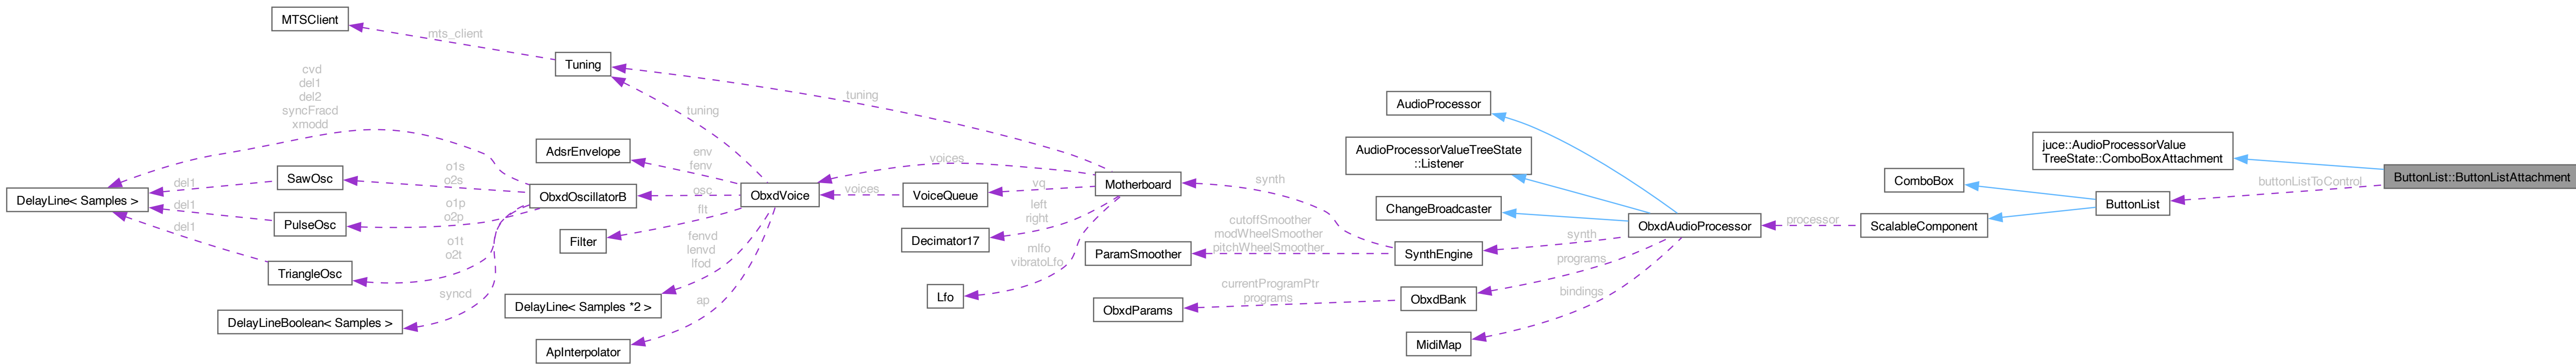 MTSClient
mts_client
Tuning
cvd
del1
del2
syncFracd
xmodd
tuning
tuning
AudioProcessor
AdsrEnvelope
env
fenv
voices
AudioProcessorValueTreeState
::Listener
juce::AudioProcessorValue
TreeState::ComboBoxAttachment
ButtonList::ButtonListAttachment
SawOsc
del1
o1s
o2s
DelayLine< Samples >
ObxdOscillatorB
osc
ObxdVoice
voices
VoiceQueue
vq
Motherboard
synth
ComboBox
buttonListToControl
ButtonList
del1
PulseOsc
o1p
o2p
flt
Filter
left
right
Decimator17
ChangeBroadcaster
ObxdAudioProcessor
processor
ScalableComponent
del1
TriangleOsc
o1t
o2t
fenvd
lenvd
lfod
mlfo
vibratoLfo
cutoffSmoother
modWheelSmoother
pitchWheelSmoother
ParamSmoother
SynthEngine
synth
programs
syncd
DelayLine< Samples *2 >
ap
Lfo
currentProgramPtr
programs
ObxdParams
ObxdBank
bindings
DelayLineBoolean< Samples >
ApInterpolator
MidiMap